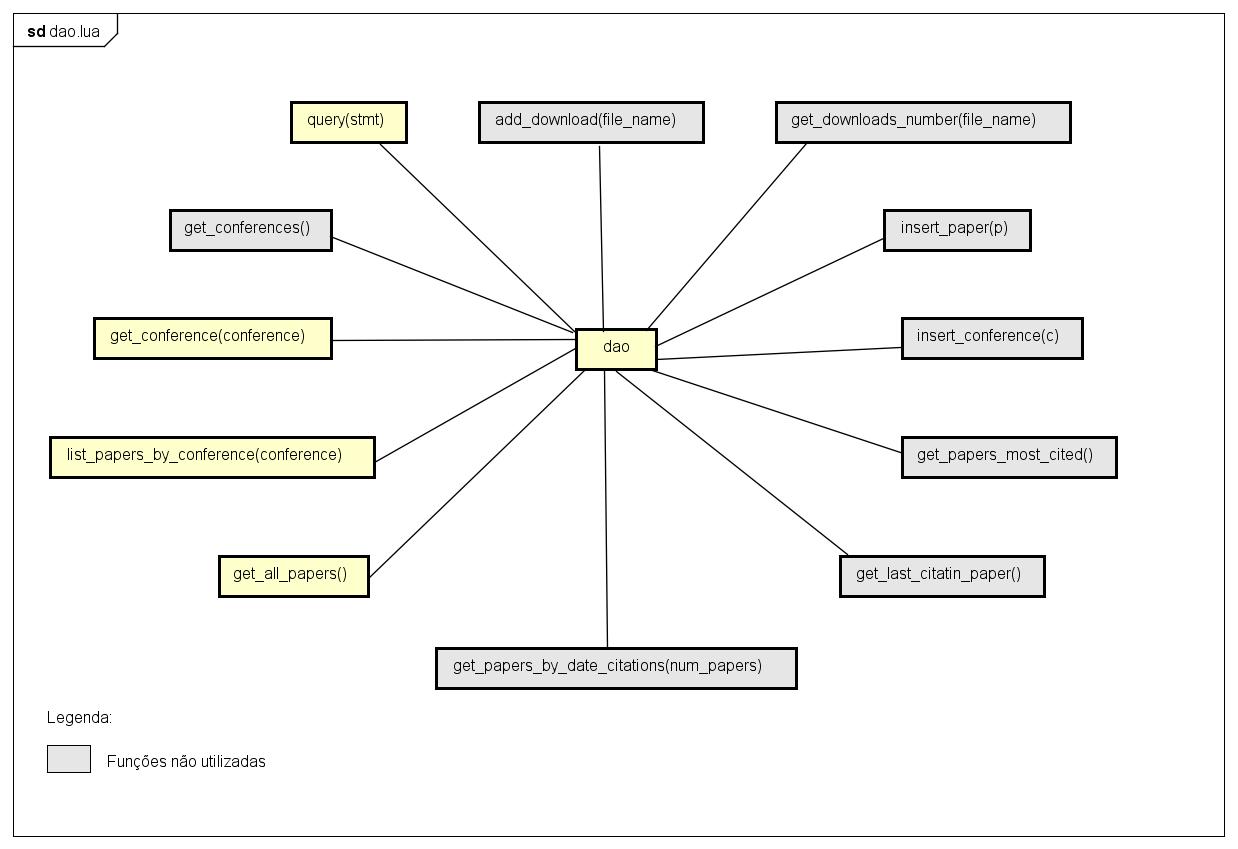 sd dao.lua
query(stmt)
add_download(file_name)
get_downloads_number(file_name)
get_conferences()
insert_paper(p)
get_conference(conference)
insert_conference(c)
dao
list_papers_by_conference(conference)
get_papers_most_cited()
get_all_papers()
get_last_citatin_paper()
get_papers_by_date_citations(num_papers)
Legenda:
Funções não utilizadas